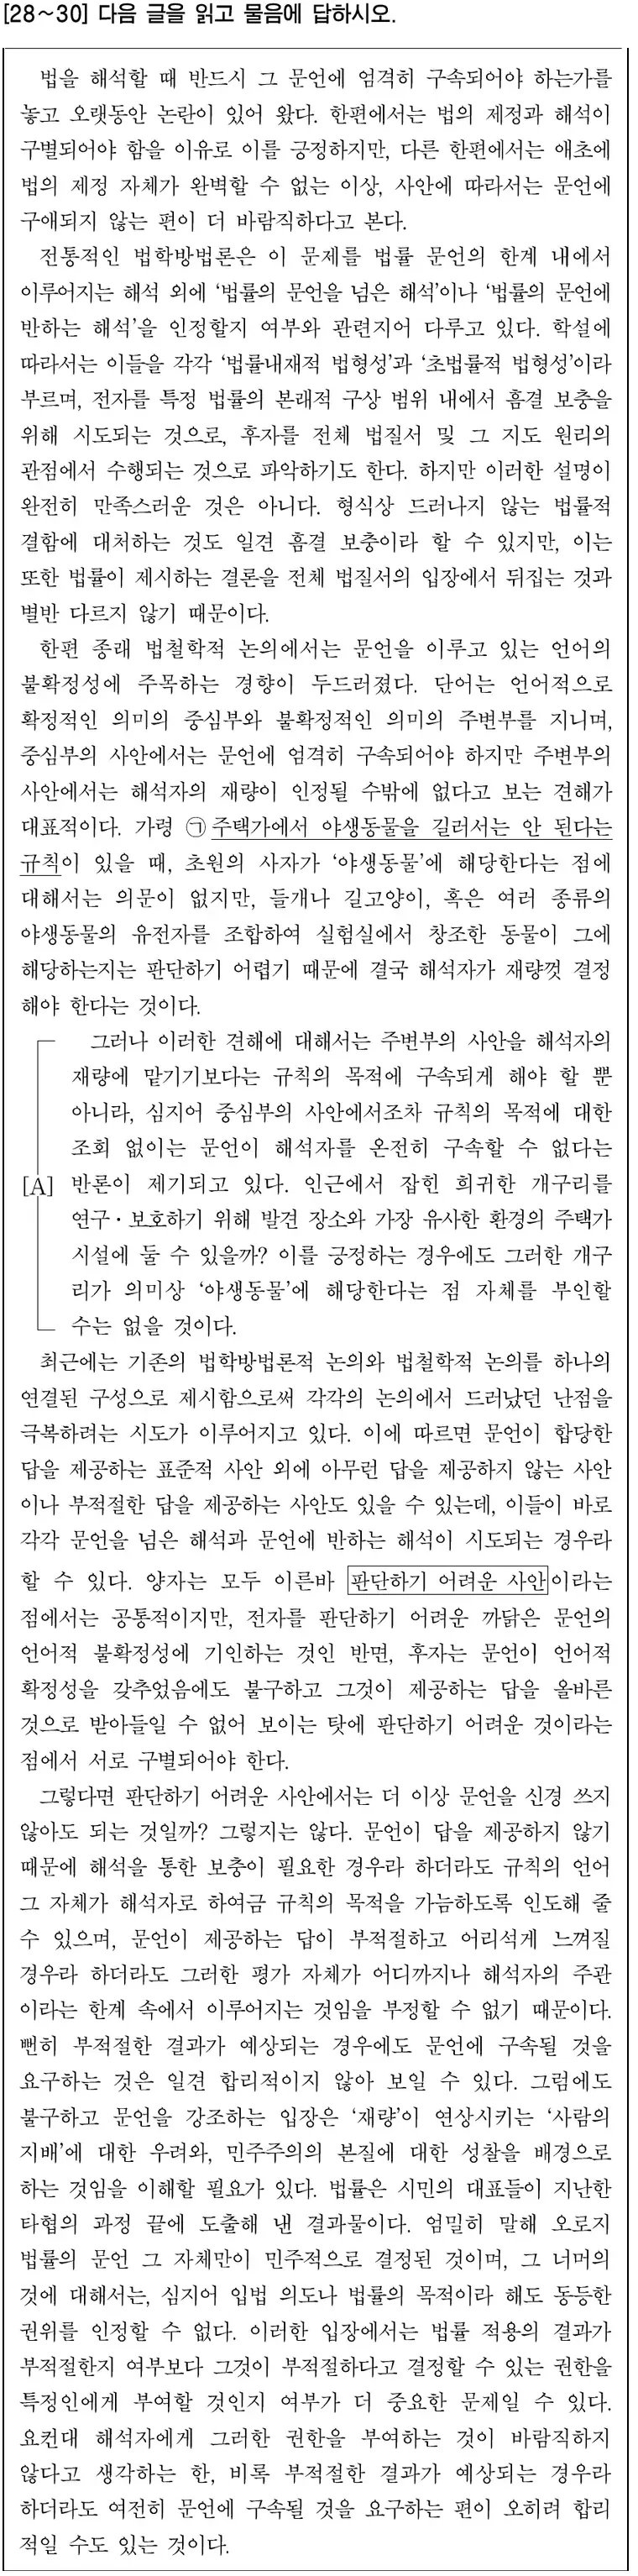 [28～30] 다음 글을 읽고 물음에 답하시오.
법을 해석할 때 반드시 그 문언에 엄격히 구속되어야 하는가를
놓고 오랫동안 논란이 있어 왔다. 한편에서는 법의 제정과 해석이
구별되어야 함을 이유로 이를 긍정하지만, 다른 한편에서는 애초에
법의 제정 자체가 완벽할 수 없는 이상, 사안에 따라서는 문언에
구애되지 않는 편이 더 바람직하다고 본다.
전통적인 법학방법론은 이 문제를 법률 문언의 한계 내에서
이루어지는 해석 외에 ‘법률의 문언을 넘은 해석’이나 ‘법률의 문언에
반하는 해석’을 인정할지 여부와 관련지어 다루고 있다. 학설에
따라서는 이들을 각각 ‘법률내재적 법형성’과 ‘초법률적 법형성’이라
부르며, 전자를 특정 법률의 본래적 구상 범위 내에서 흠결 보충을
위해 시도되는 것으로, 후자를 전체 법질서 및 그 지도 원리의
관점에서 수행되는 것으로 파악하기도 한다. 하지만 이러한 설명이
완전히 만족스러운 것은 아니다. 형식상 드러나지 않는 법률적
결함에 대처하는 것도 일견 흠결 보충이라 할 수 있지만, 이는
또한 법률이 제시하는 결론을 전체 법질서의 입장에서 뒤집는 것과
별반 다르지 않기 때문이다.
한편 종래 법철학적 논의에서는 문언을 이루고 있는 언어의
불확정성에 주목하는 경향이 두드러졌다. 단어는 언어적으로
확정적인 의미의 중심부와 불확정적인 의미의 주변부를 지니며,
중심부의 사안에서는 문언에 엄격히 구속되어야 하지만 주변부의
사안에서는 해석자의 재량이 인정될 수밖에 없다고 보는 견해가
대표적이다. 가령 ㉠주택가에서 야생동물을 길러서는 안 된다는
규칙이 있을 때, 초원의 사자가 ‘야생동물’에 해당한다는 점에
대해서는 의문이 없지만, 들개나 길고양이, 혹은 여러 종류의
야생동물의 유전자를 조합하여 실험실에서 창조한 동물이 그에
해당하는지는 판단하기 어렵기 때문에 결국 해석자가 재량껏 결정
해야 한다는 것이다.
그러나 이러한 견해에 대해서는 주변부의 사안을 해석자의
재량에 맡기기보다는 규칙의 목적에 구속되게 해야 할 뿐
아니라, 심지어 중심부의 사안에서조차 규칙의 목적에 대한
조회 없이는 문언이 해석자를 온전히 구속할 수 없다는
[A] 반론이 제기되고 있다. 인근에서 잡힌 희귀한 개구리를
연구·보호하기 위해 발견 장소와 가장 유사한 환경의 주택가
시설에 둘 수 있을까? 이를 긍정하는 경우에도 그러한 개구
리가 의미상 ‘야생동물’에 해당한다는 점 자체를 부인할
수는 없을 것이다.
최근에는 기존의 법학방법론적 논의와 법철학적 논의를 하나의
연결된 구성으로 제시함으로써 각각의 논의에서 드러났던 난점을
극복하려는 시도가 이루어지고 있다. 이에 따르면 문언이 합당한
답을 제공하는 표준적 사안 외에 아무런 답을 제공하지 않는 사안
이나 부적절한 답을 제공하는 사안도 있을 수 있는데, 이들이 바로
각각 문언을 넘은 해석과 문언에 반하는 해석이 시도되는 경우라
할 수 있다. 양자는 모두 이른바 판단하기 어려운 사안이라는
점에서는 공통적이지만, 전자를 판단하기 어려운 까닭은 문언의
언어적 불확정성에 기인하는 것인 반면, 후자는 문언이 언어적
확정성을 갖추었음에도 불구하고 그것이 제공하는 답을 올바른
것으로 받아들일 수 없어 보이는 탓에 판단하기 어려운 것이라는
점에서 서로 구별되어야 한다.
그렇다면 판단하기 어려운 사안에서는 더 이상 문언을 신경 쓰지
않아도 되는 것일까? 그렇지는 않다. 문언이 답을 제공하지 않기
때문에 해석을 통한 보충이 필요한 경우라 하더라도 규칙의 언어
그 자체가 해석자로 하여금 규칙의 목적을 가늠하도록 인도해 줄
수 있으며, 문언이 제공하는 답이 부적절하고 어리석게 느껴질
경우라 하더라도 그러한 평가 자체가 어디까지나 해석자의 주관
이라는 한계 속에서 이루어지는 것임을 부정할 수 없기 때문이다.
뻔히 부적절한 결과가 예상되는 경우에도 문언에 구속될 것을
요구하는 것은 일견 합리적이지 않아 보일 수 있다. 그럼에도
불구하고 문언을 강조하는 입장은 ‘재량’이 연상시키는 ‘사람의
지배’에 대한 우려와, 민주주의의 본질에 대한 성찰을 배경으로
하는 것임을 이해할 필요가 있다. 법률은 시민의 대표들이 지난한
타협의 과정 끝에 도출해 낸 결과물이다. 엄밀히 말해 오로지
법률의 문언 그 자체만이 민주적으로 결정된 것이며, 그 너머의
것에 대해서는, 심지어 입법 의도나 법률의 목적이라 해도 동등한
권위를 인정할 수 없다. 이러한 입장에서는 법률 적용의 결과가
부적절한지 여부보다 그것이 부적절하다고 결정할 수 있는 권한을
특정인에게 부여할 것인지 여부가 더 중요한 문제일 수 있다.
요컨대 해석자에게 그러한 권한을 부여하는 것이 바람직하지
않다고 생각하는 한, 비록 부적절한 결과가 예상되는 경우라
하더라도 여전히 문언에 구속될 것을 요구하는 편이 오히려 합리
적일 수도 있는 것이다.